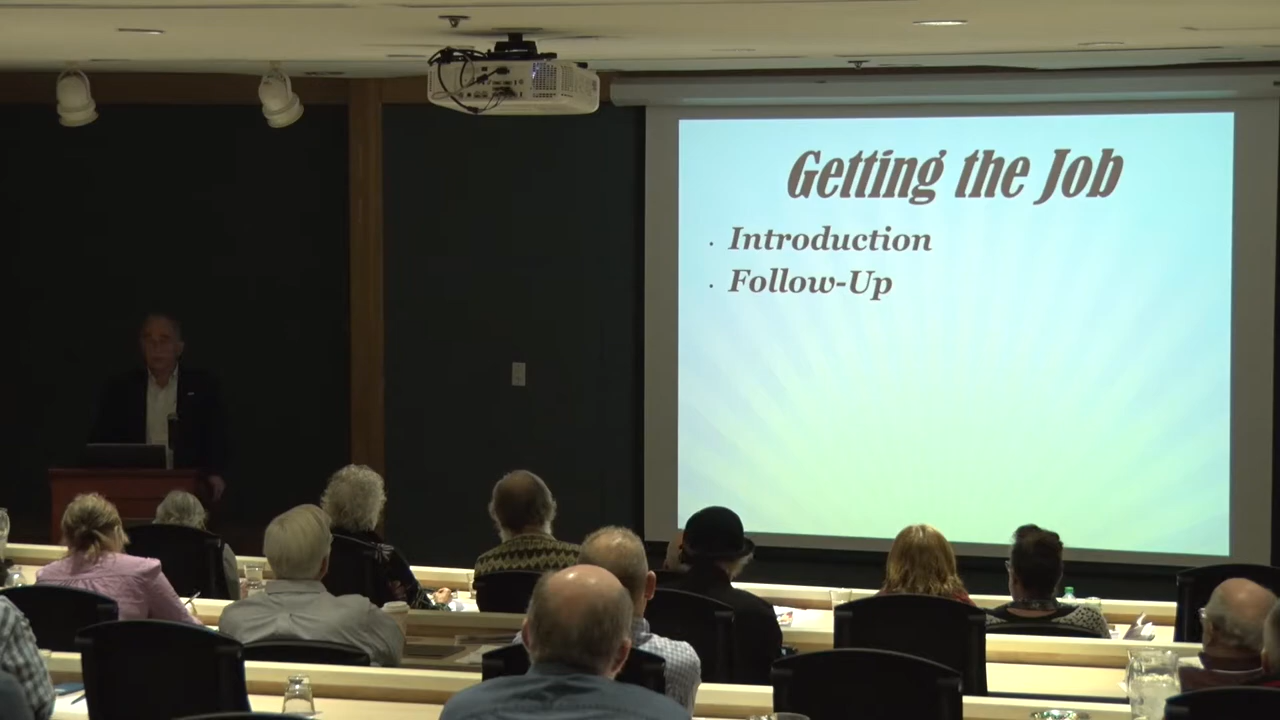 Getting the Job
· Introduction
· Follow-Up